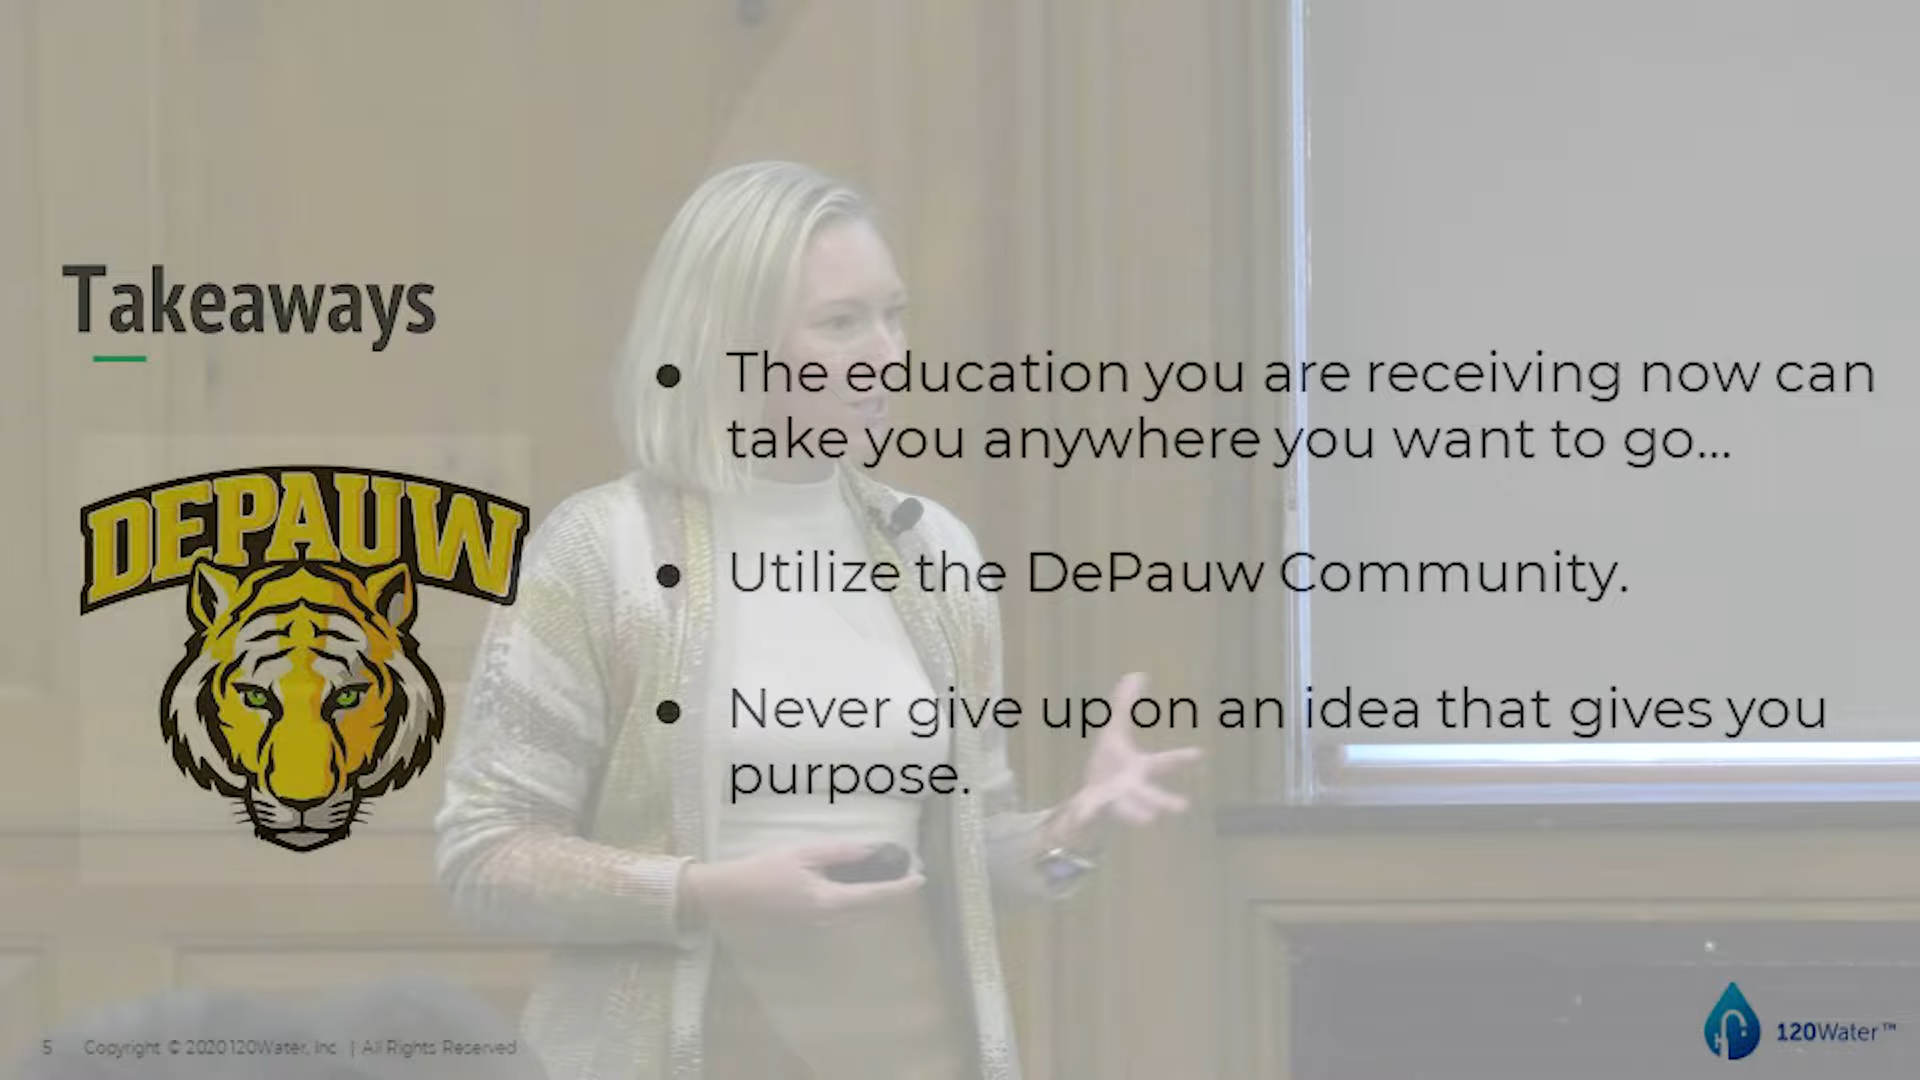 Takeaways
DEPAUW
● The education you are receiving now can
take you anywhere you want to go...
● Utilize the DePauw Community.
● Never give up on an idea that gives you
purpose.
5 Copyright © 2020 120Water, Inc | All Rights Reserved
120Water™